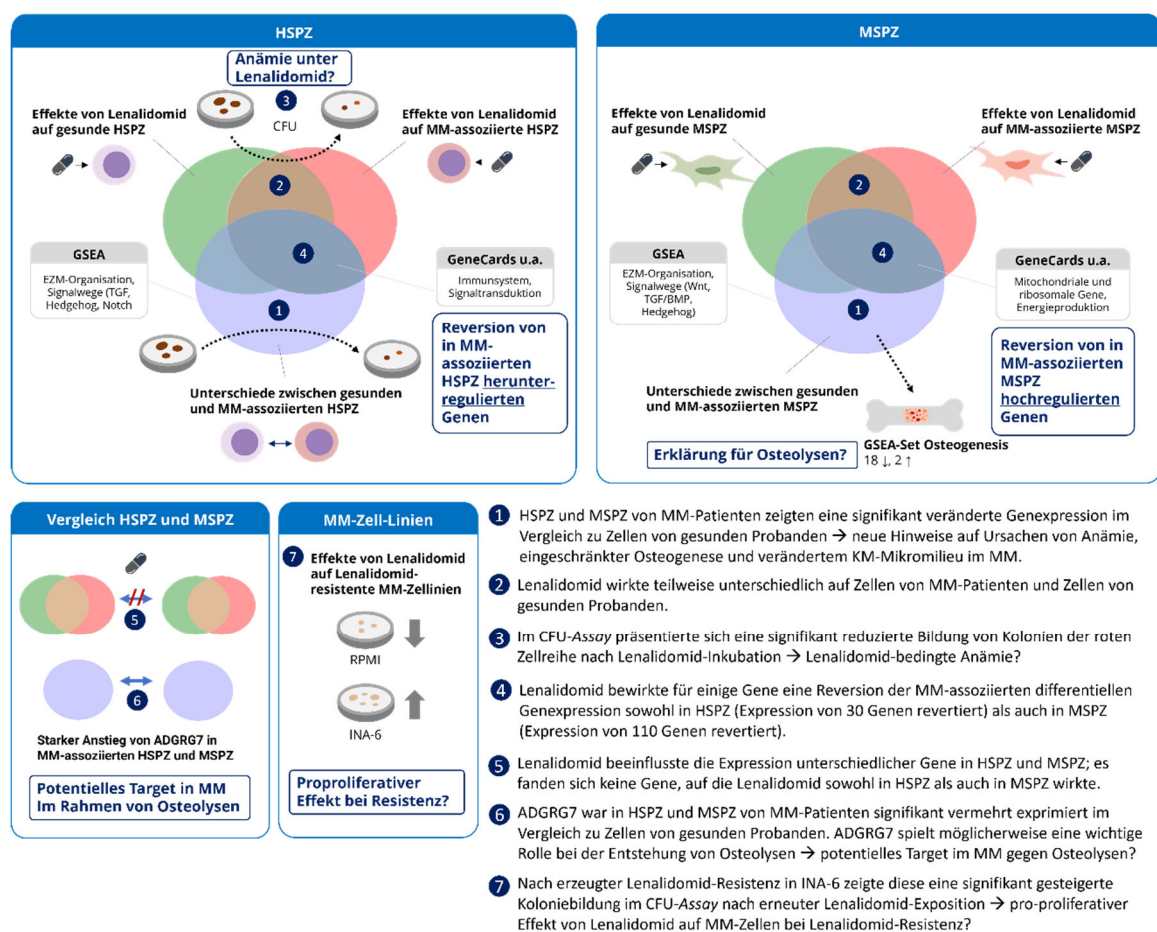 HSPZ
Anämie unter
Lenalidomid?
3
CFU
Effekte von Lenalidomid
auf gesunde HSPZ
Effekte von Lenalidomid
auf MM-assoziierte HSPZ
2
4
1
GSEA
EZM-Organisation,
Signalwege (TGF,
Hedgehog, Notch
GeneCards u.a.
Immunsystem,
Signaltransduktion
Reversion von
in MM-
assoziierten
HSPZ herunter-
regulierten
Genen
Unterschiede zwischen gesunden
und MM-assoziierten HSPZ
MSPZ
Effekte von Lenalidomid
auf gesunde MSPZ
Effekte von Lenalidomid
auf MM-assoziierte MSPZ
2
4
1
GSEA
EZM-Organisation,
Signalwege (Wnt,
TGF/BMP,
Hedgehog)
GeneCards u.a.
Mitochondriale und
ribosomale Gene,
Energieproduktion
Reversion von in
MM-assoziierten
MSPZ
hochregulierten
Genen
Unterschiede zwischen gesunden
und MM-assoziierten MSPZ
Erklärung für Osteolysen?
GSEA-Set Osteogenesis
18 ↓, 2 ↑
Vergleich HSPZ und MSPZ
5
6
Starker Anstieg von ADGRG7 in
MM-assoziierten HSPZ und MSPZ
Potentielles Target in MM
Im Rahmen von Osteolysen
MM-Zell-Linien
7 Effekte von Lenalidomid
auf Lenalidomid-
resistente MM-Zellinien
RPMI
INA-6
Proproliferativer
Effekt bei Resistenz?
1 HSPZ und MSPZ von MM-Patienten zeigten eine signifikant veränderte Genexpression im
Vergleich zu Zellen von gesunden Probanden → neue Hinweise auf Ursachen von Anämie,
eingeschränkter Osteogenese und verändertem KM-Mikromilieu im MM.
2 Lenalidomid wirkte teilweise unterschiedlich auf Zellen von MM-Patienten und Zellen von
gesunden Probanden.
3 Im CFU-Assay präsentierte sich eine signifikant reduzierte Bildung von Kolonien der roten
Zellreihe nach Lenalidomid-Inkubation → Lenalidomid-bedingte Anämie?
4 Lenalidomid bewirkte für einige Gene eine Reversion der MM-assoziierten differentiellen
Genexpression sowohl in HSPZ (Expression von 30 Genen revertiert) als auch in MSPZ
(Expression von 110 Genen revertiert).
5 Lenalidomid beeinflusste die Expression unterschiedlicher Gene in HSPZ und MSPZ; es
fanden sich keine Gene, auf die Lenalidomid sowohl in HSPZ als auch in MSPZ wirkte.
6 ADGRG7 war in HSPZ und MSPZ von MM-Patienten signifikant vermehrt exprimiert im
Vergleich zu Zellen von gesunden Probanden. ADGRG7 spielt möglicherweise eine wichtige
Rolle bei der Entstehung von Osteolysen → potentielles Target im MM gegen Osteolysen?
7 Nach erzeugter Lenalidomid-Resistenz in INA-6 zeigte diese eine signifikant gesteigerte
Koloniebildung im CFU-Assay nach erneuter Lenalidomid-Exposition → pro-proliferativer
Effekt von Lenalidomid auf MM-Zellen bei Lenalidomid-Resistenz?